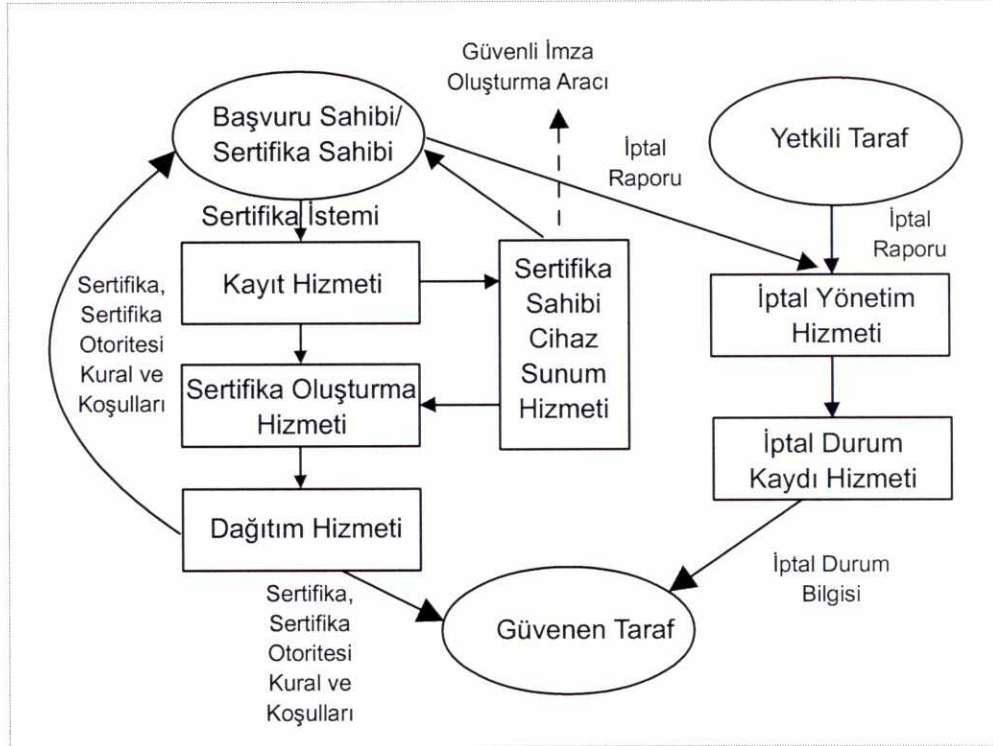 Güvenli İmza
Oluşturma Aracı
Başvuru Sahibi/
Sertifika Sahibi
Yetkili Taraf
İptal
Raporu
İptal
Raporu
Sertifika İstemi
Kayıt Hizmeti
Sertifika
Sahibi
Cihaz
Sunum
Hizmeti
İptal Yönetim
Hizmeti
Sertifika,
Sertifika
Otoritesi
Kural ve
Koşulları
Sertifika Oluşturma
Hizmeti
İptal Durum
Kaydı Hizmeti
Dağıtım Hizmeti
İptal Durum
Bilgisi
Sertifika,
Sertifika
Otoritesi
Kural ve
Koşulları
Güvenen Taraf